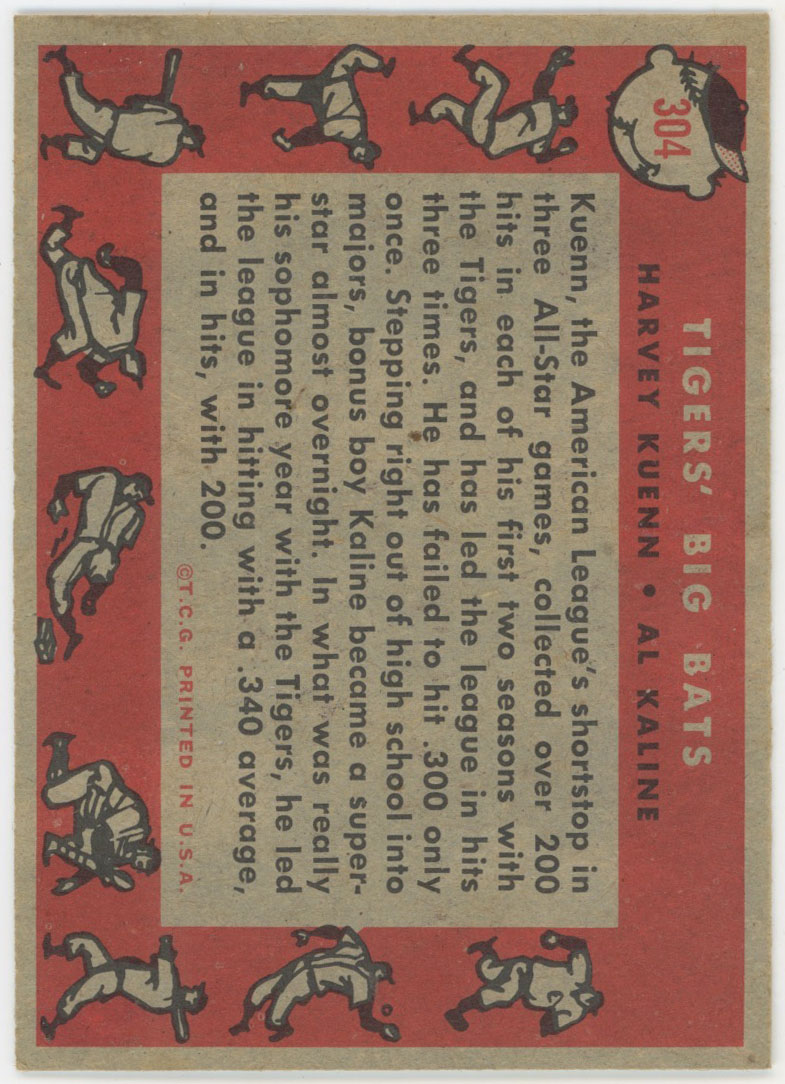 304
TIGERS' BIG BATS
HARVEY KUENN • AL KALINE
Kuenn, the American League's shortstop in
three All-Star games, collected over 200
hits in each of his first two seasons with
the Tigers, and has led the league in hits
three times. He has failed to hit .300 only
once. Stepping right out of high school into
majors, bonus boy Kaline became a super-
star almost overnight. In what was really
his sophomore year with the Tigers, he led
the league in hitting with a .340 average,
and in hits, with 200.
©T.C.G. PRINTED IN U.S.A.